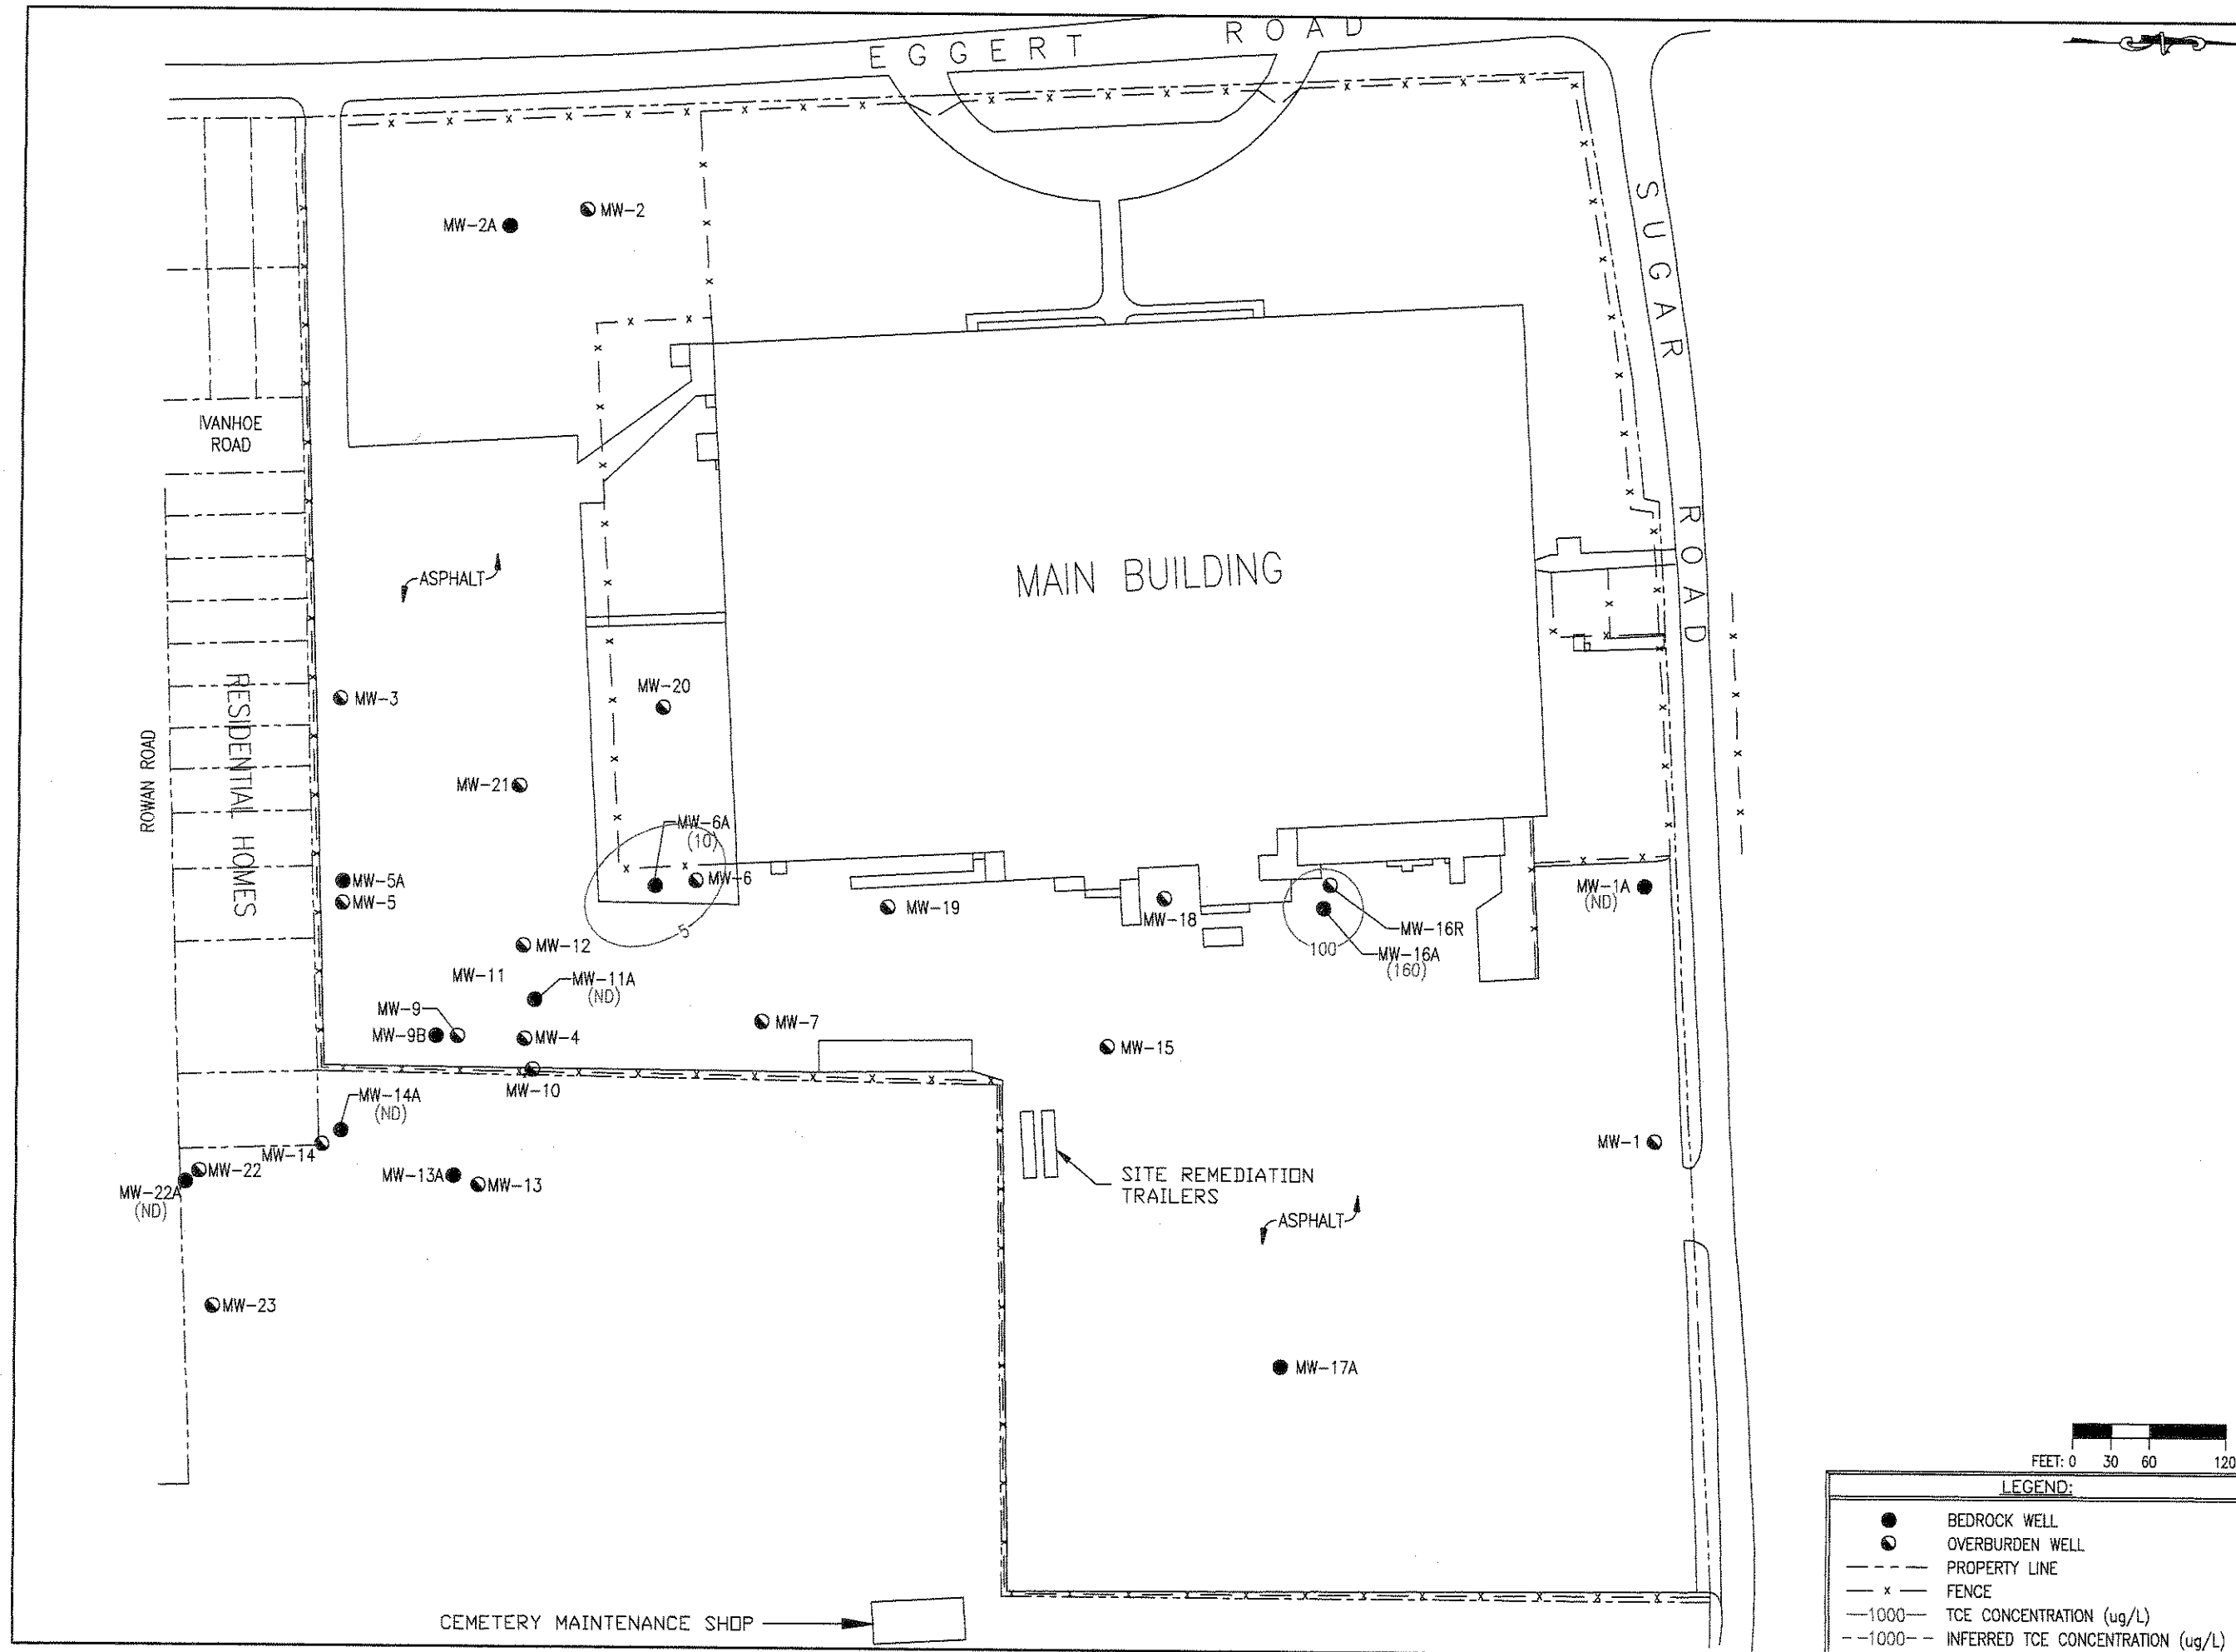 EGGERT ROAD
SUGAR ROAD
MW-2A
MW-2
IVANHOE
ROAD
ASPHALT
MAIN BUILDING
RESIDENTIAL HOMES
ROWAN ROAD
MW-3
MW-20
MW-21
MW-6A
(10)
MW-5A
MW-5
MW-6
5
MW-19
MW-18
MW-16R
100
MW-16A
(160)
MW-1A
(ND)
MW-12
MW-11
MW-11A
(ND)
MW-9
MW-9B
MW-4
MW-7
MW-15
MW-10
MW-14A
(ND)
MW-14
MW-22
MW-22A
(ND)
MW-13A
MW-13
MW-1
SITE REMEDIATION
TRAILERS
ASPHALT
MW-23
MW-17A
CEMETERY MAINTENANCE SHOP
FEET: 0 30 60 120
LEGEND:
BEDROCK WELL
OVERBURDEN WELL
PROPERTY LINE
x FENCE
1000 TCE CONCENTRATION (ug/L)
1000 INFERRED TCE CONCENTRATION (ug/L)